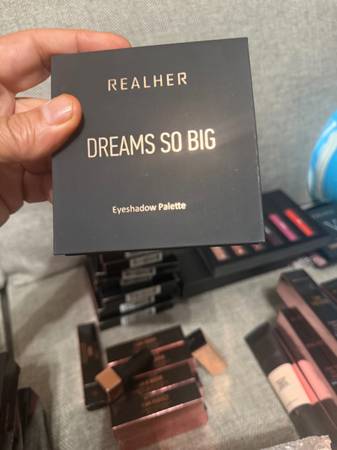 REALHER
DREAMS SO BIG
Eyeshadow Palette